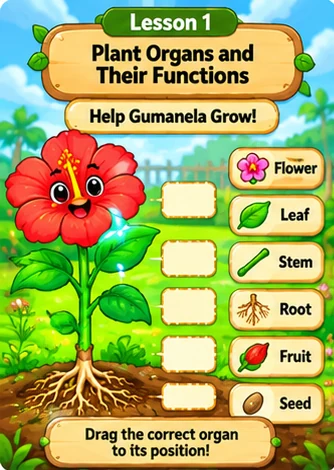 Lesson 1
Plant Organs and
Their Functions
Help Gumanela Grow!
Flower
Leaf
Stem
Root
Fruit
Seed
Drag the correct organ
to its position!